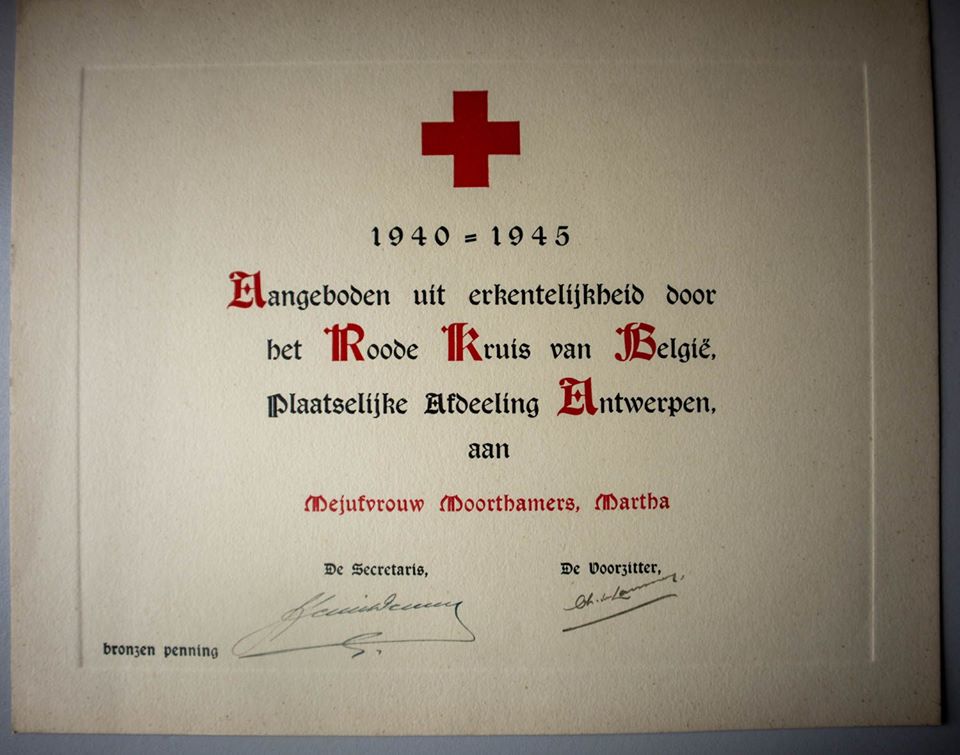 1940 = 1945
Aangeboden uit erkentelijkheid door
het Roode Kruis van België,
Plaatselijke Afdeeling Antwerpen,
aan
Mejufvrouw Moorthamers, Martha
De Secretaris, De Voorzitter,
bronzen penning